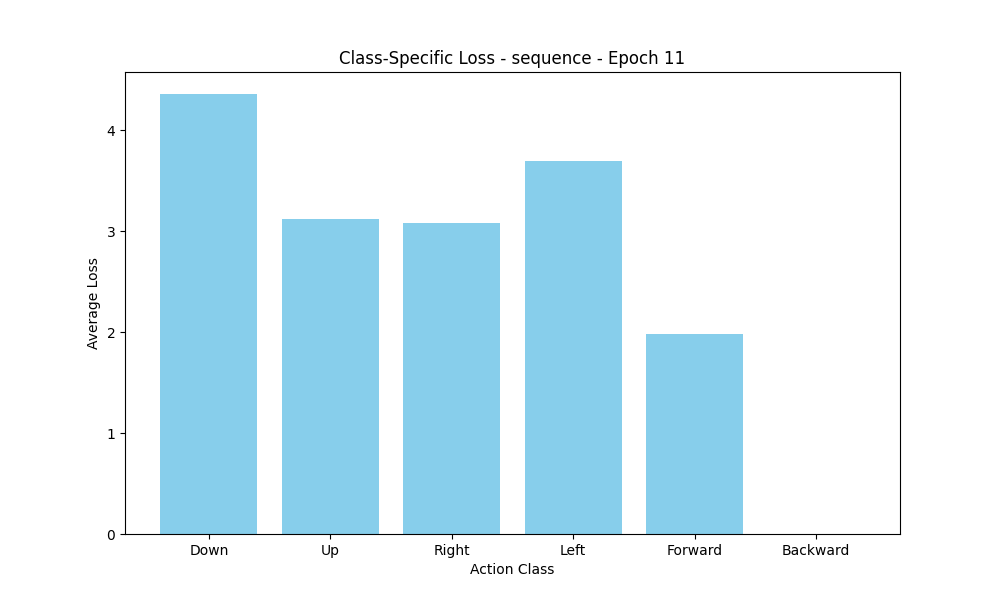 Class-Specific Loss - sequence - Epoch 11
Average Loss
4
3
2
1
0
Down Up Right Left Forward Backward
Action Class